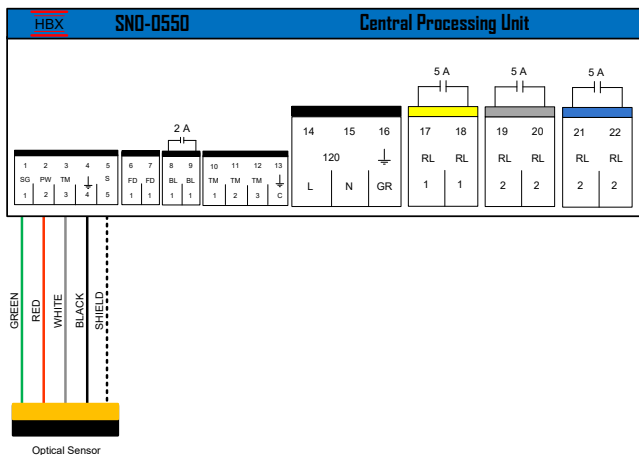 HBX SNO-0550 Central Processing Unit
5 A 5 A 5 A
2 A
14 15 16 17 18 19 20 21 22
1 2 3 4 5 6 7 8 9 10 11 12 13
120 RL RL RL RL RL RL
SG PW TM S FD FD BL BL TM TM TM
L N GR 1 1 2 2 2 2
1 2 3 4 5 1 1 1 1 1 2 3 C
GREEN
RED
WHITE
BLACK
SHIELD
Optical Sensor